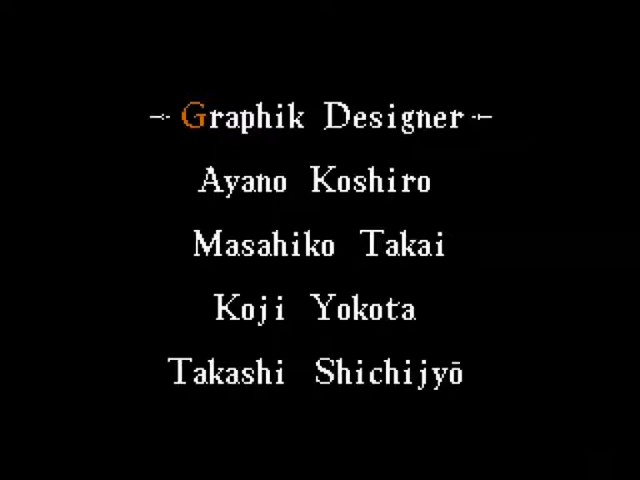 Graphik Designer
Ayano Koshiro
Masahiko Takai
Koji Yokota
Takashi Shichijyō